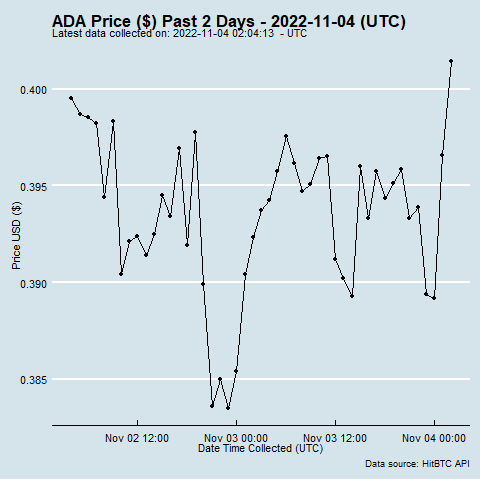 ADA Price ($) Past 2 Days - 2022-11-04 (UTC)
Latest data collected on: 2022-11-04 02:04:13 - UTC
Price USD ($)
0.400
0.395
0.390
0.385
Nov 02 12:00 Nov 03 00:00 Nov 03 12:00 Nov 04 00:00
Date Time Collected (UTC)
Data source: HitBTC API